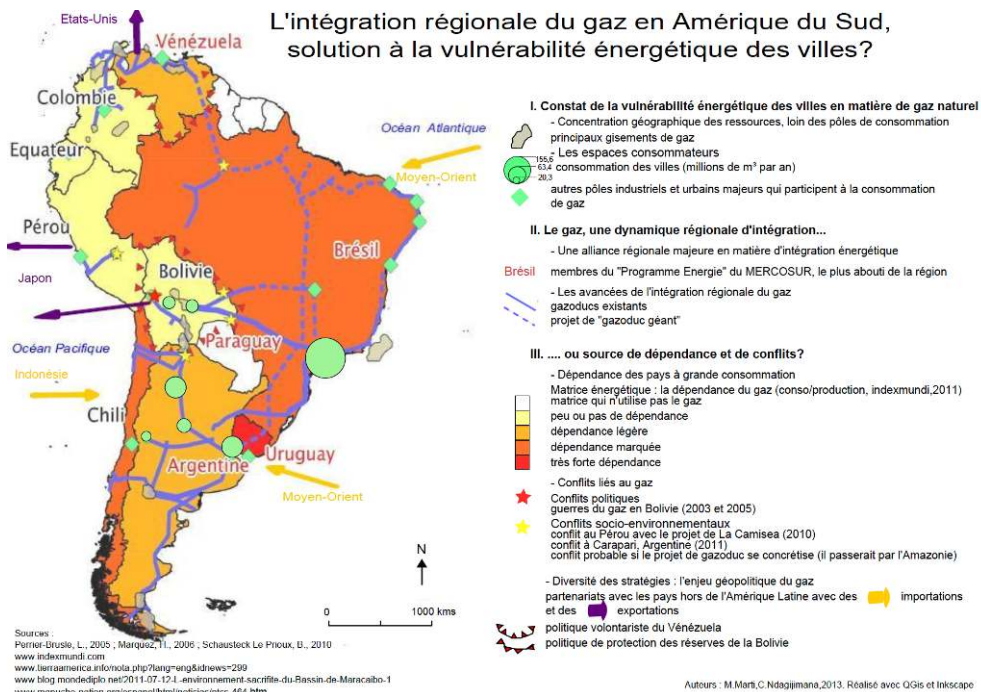 L'intégration régionale du gaz en Amérique du Sud,
solution à la vulnérabilité énergétique des villes?
Etats-Unis
Vénézuela
Colombie
Equateur
Océan Atlantique
Moyen-Orient
Pérou
Brésil
Bolivie
Japon
Paraguay
Océan Pacifique
Indonésie
Chili
Uruguay
Argentine
Moyen-Orient
N
0 1000 kms
I. Constat de la vulnérabilité énergétique des villes en matière de gaz naturel
- Concentration géographique des ressources, loin des pôles de consommation
principaux gisements de gaz
- Les espaces consommateurs
155,6
63,4
20,3
consommation des villes (millions de m³ par an)
autres pôles industriels et urbains majeurs qui participent à la consommation
de gaz
II. Le gaz, une dynamique régionale d'intégration...
- Une alliance régionale majeure en matière d'intégration énergétique
Brésil membres du "Programme Energie" du MERCOSUR, le plus abouti de la région
- Les avancées de l'intégration régionale du gaz
gazoducs existants
projet de "gazoduc géant"
III. .... ou source de dépendance et de conflits?
- Dépendance des pays à grande consommation
Matrice énergétique : la dépendance du gaz (conso/production, indexmundi,2011)
matrice qui n'utilise pas le gaz
peu ou pas de dépendance
dépendance légère
dépendance marquée
très forte dépendance
- Conflits liés au gaz
Conflits politiques
guerres du gaz en Bolivie (2003 et 2005)
Conflits socio-environnementaux
conflit au Pérou avec le projet de La Camisea (2010)
conflit à Carapari, Argentine (2011)
conflit probable si le projet de gazoduc se concrétise (il passerait par l'Amazonie)
- Diversité des stratégies : l'enjeu géopolitique du gaz
partenariats avec les pays hors de l'Amérique Latine avec des importations
et des exportations
politique volontariste du Vénézuela
politique de protection des réserves de la Bolivie
Sources :
Perrier-Bruslé, L., 2005 ; Marquez, H., 2006 ; Schausteck Le Prioux, B., 2010
www.indexmundi.com
www.tierraamerica.info/nota.php?lang=eng&idnews=299
www.blog mondediplo net/2011-07-12-L-environnement-sacrifie-du-Bassin-de-Maracaibo-1
Auteurs : M.Marti,C.Ndagijimana,2013. Réalisé avec QGis et Inkscape